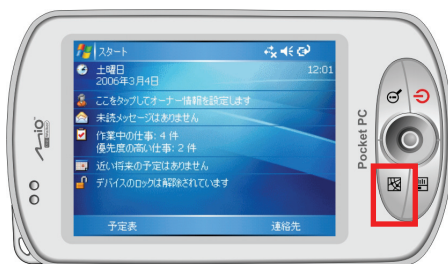 スタート
土曜日
12:01
2006年3月4日
ここをタップしてオーナー情報を設定します
未読メッセージはありません
作業中の仕事: 4 件
優先度の高い仕事: 2 件
近い将来の予定はありません
デバイスのロックは解除されています
予定表
連絡先
Mio
Pocket PC